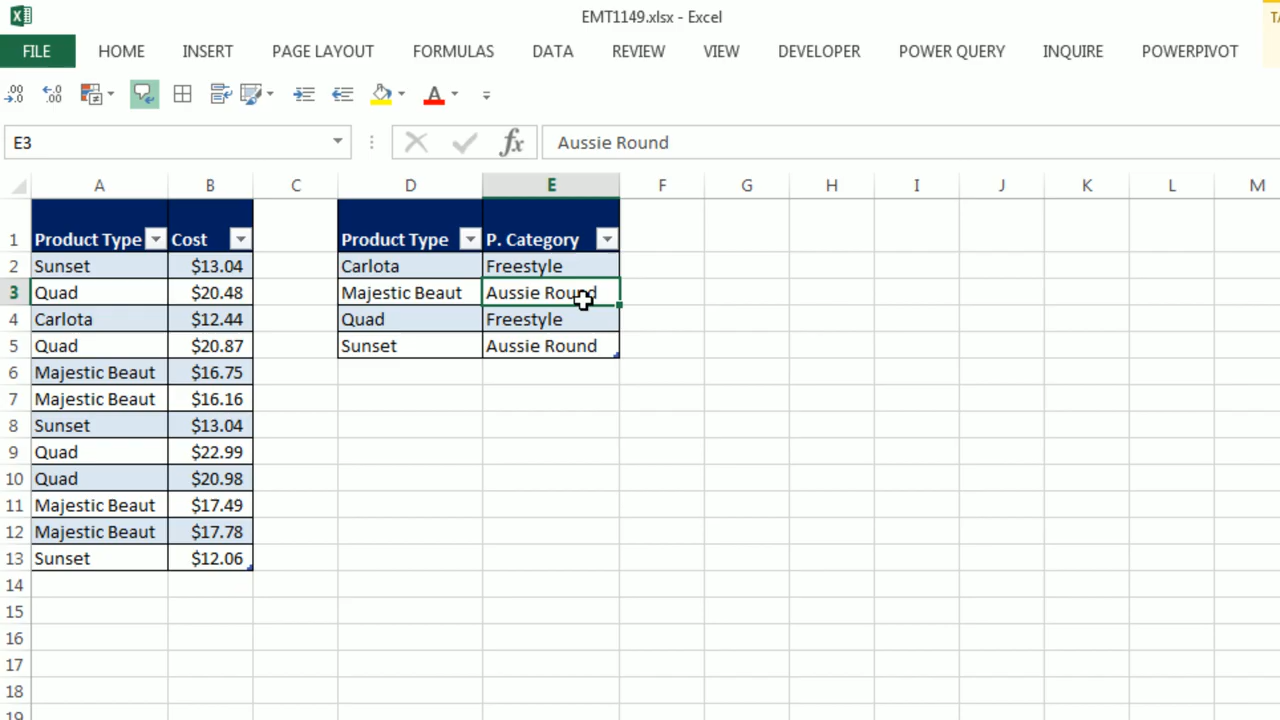 EMT1149.xlsx - Excel
FILE HOME INSERT PAGE LAYOUT FORMULAS DATA REVIEW VIEW DEVELOPER POWER QUERY INQUIRE POWERPIVOT
E3 fx Aussie Round
A B C D E F G H I J K L M
1 Product Type Cost Product Type P. Category
2 Sunset $13.04 Carlota Freestyle
3 Quad $20.48 Majestic Beaut Aussie Round
4 Carlota $12.44 Quad Freestyle
5 Quad $20.87 Sunset Aussie Round
6 Majestic Beaut $16.75
7 Majestic Beaut $16.16
8 Sunset $13.04
9 Quad $22.99
10 Quad $20.98
11 Majestic Beaut $17.49
12 Majestic Beaut $17.78
13 Sunset $12.06
14
15
16
17
18
19